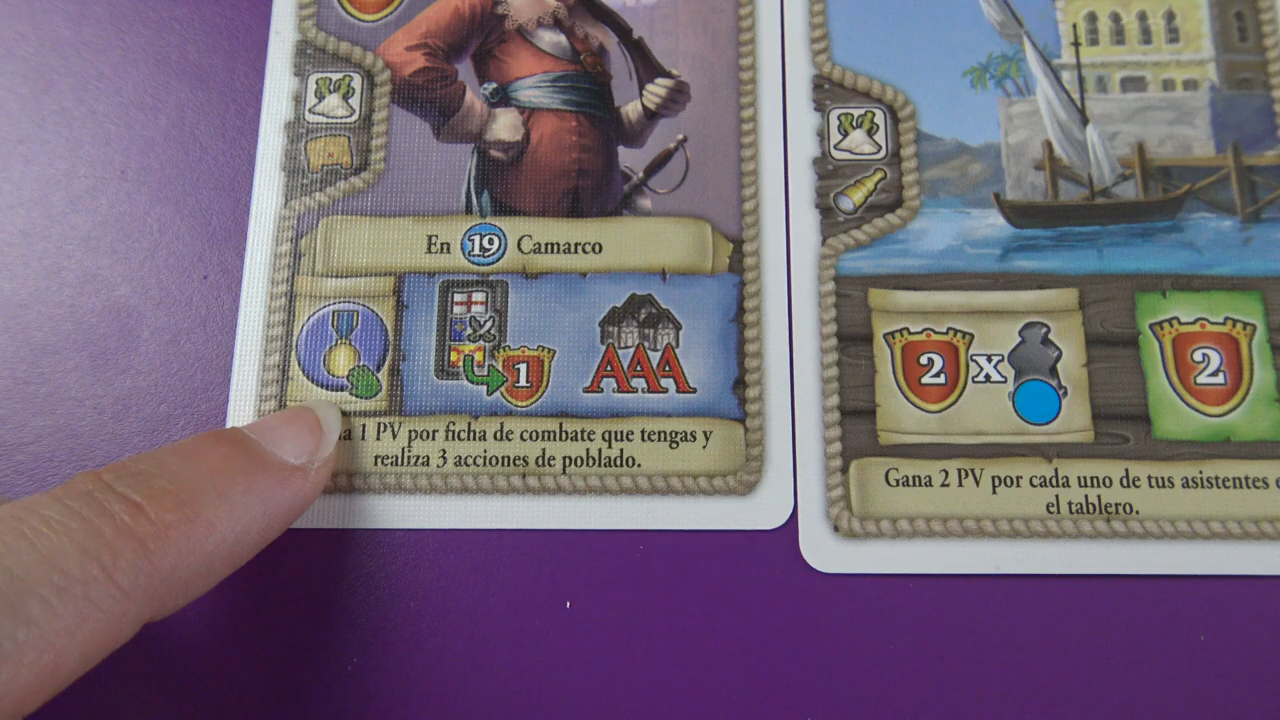 En 19 Camarco
1
AAA
1 PV por ficha de combate que tengas y
realiza 3 acciones de poblado.
2 x
2
Gana 2 PV por cada uno de tus asistentes
el tablero.